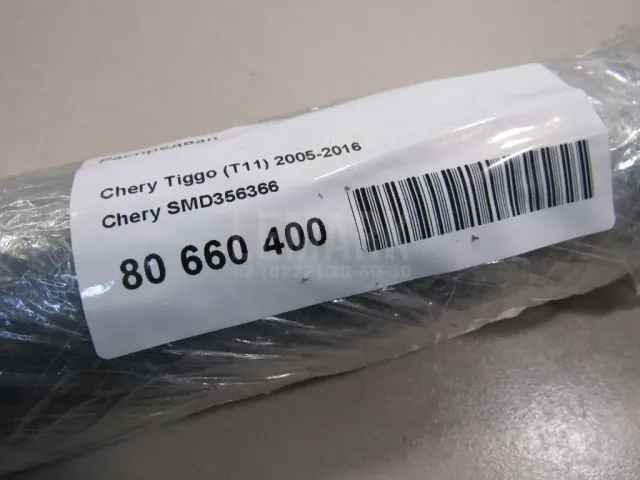 Распредвал
Chery Tiggo (T11) 2005-2016
Chery SMD356366
80 660 400